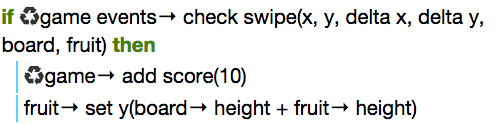 if ♻game events→ check swipe(x, y, delta x, delta y,
board, fruit) then
♻game→ add score(10)
fruit→ set y(board→ height + fruit→ height)